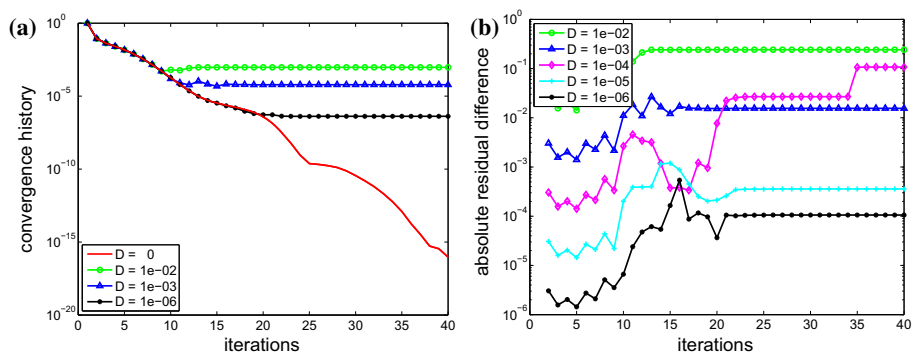 (a)
convergence history
10^0
10^-5
10^-10
10^-15
10^-20
D = 0
D = 1e−02
D = 1e−03
D = 1e−06
0 5 10 15 20 25 30 35 40
iterations
(b)
absolute residual difference
10^0
10^-1
10^-2
10^-3
10^-4
10^-5
10^-6
D = 1e−02
D = 1e−03
D = 1e−04
D = 1e−05
D = 1e−06
0 5 10 15 20 25 30 35 40
iterations